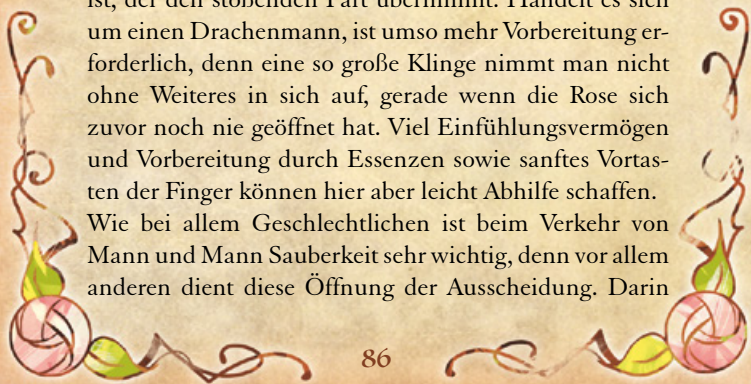 ist, der den stoßenden Part übernimmt. Handelt es sich
um einen Drachenmann, ist umso mehr Vorbereitung er-
forderlich, denn eine so große Klinge nimmt man nicht
ohne Weiteres in sich auf, gerade wenn die Rose sich
zuvor noch nie geöffnet hat. Viel Einfühlungsvermögen
und Vorbereitung durch Essenzen sowie sanftes Vortas-
ten der Finger können hier aber leicht Abhilfe schaffen.
Wie bei allem Geschlechtlichen ist beim Verkehr von
Mann und Mann Sauberkeit sehr wichtig, denn vor allem
anderen dient diese Öffnung der Ausscheidung. Darin
86